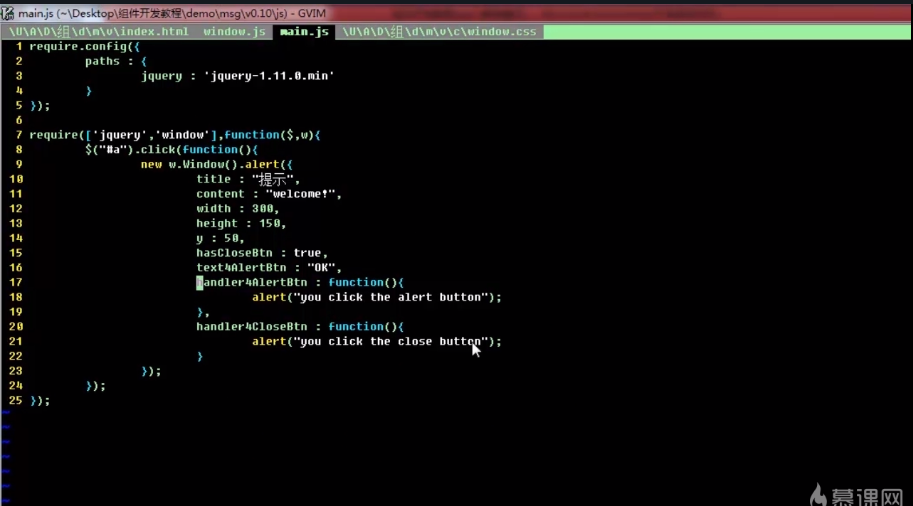 main.js (~\Desktop\组件开发教程\demo\msg\v0.10\js) - GVIM
\U\A\D\组\d\m\v\index.html window.js main.js \U\A\D\组\d\m\v\c\window.css
1 require.config({
2 paths : {
3 jquery : 'jquery-1.11.0.min'
4 }
5 });
6
7 require(['jquery','window'],function($,w){
8 $("#a").click(function(){
9 new w.Window().alert({
10 title : "提示",
11 content : "welcome!",
12 width : 300,
13 height : 150,
14 y : 50,
15 hasCloseBtn : true,
16 text4AlertBtn : "OK",
17 handler4AlertBtn : function(){
18 alert("you click the alert button");
19 },
20 handler4CloseBtn : function(){
21 alert("you click the close button");
22 }
23 });
24 });
25 });
~
~
~
~
~
~
~
慕课网